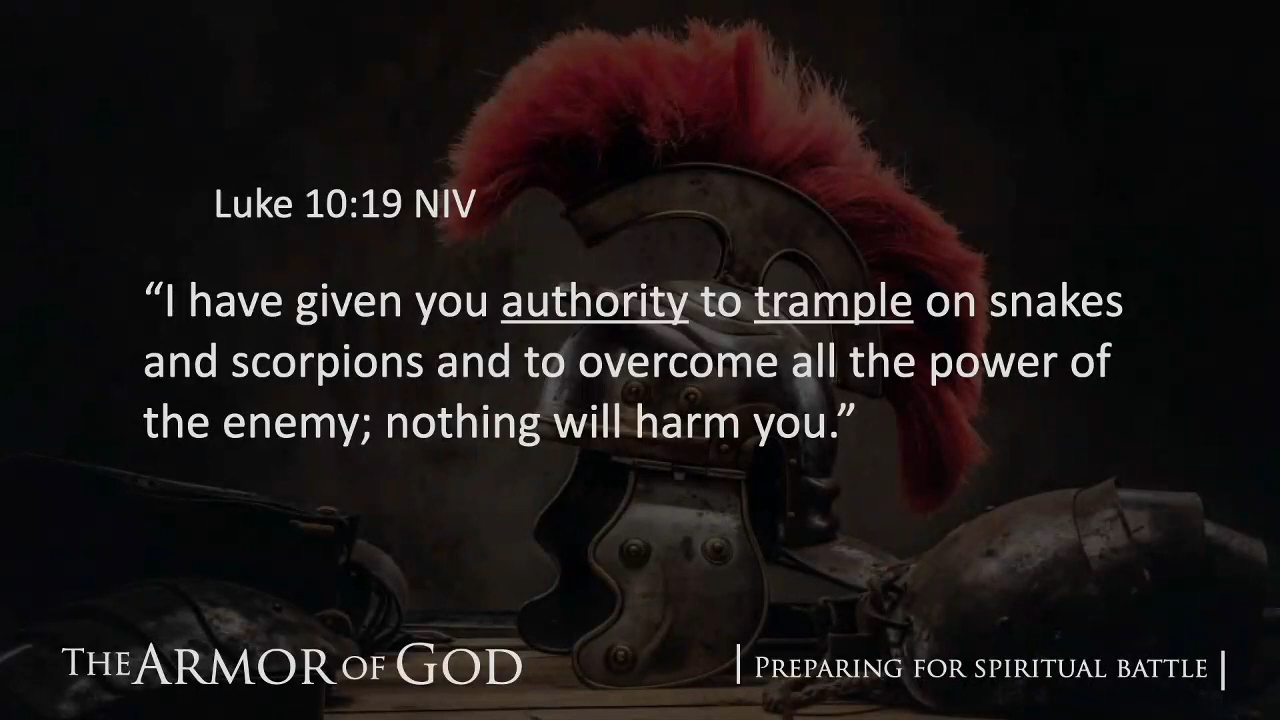 Luke 10:19 NIV
“I have given you authority to trample on snakes
and scorpions and to overcome all the power of
the enemy; nothing will harm you.”
THE ARMOR OF GOD
| PREPARING FOR SPIRITUAL BATTLE |